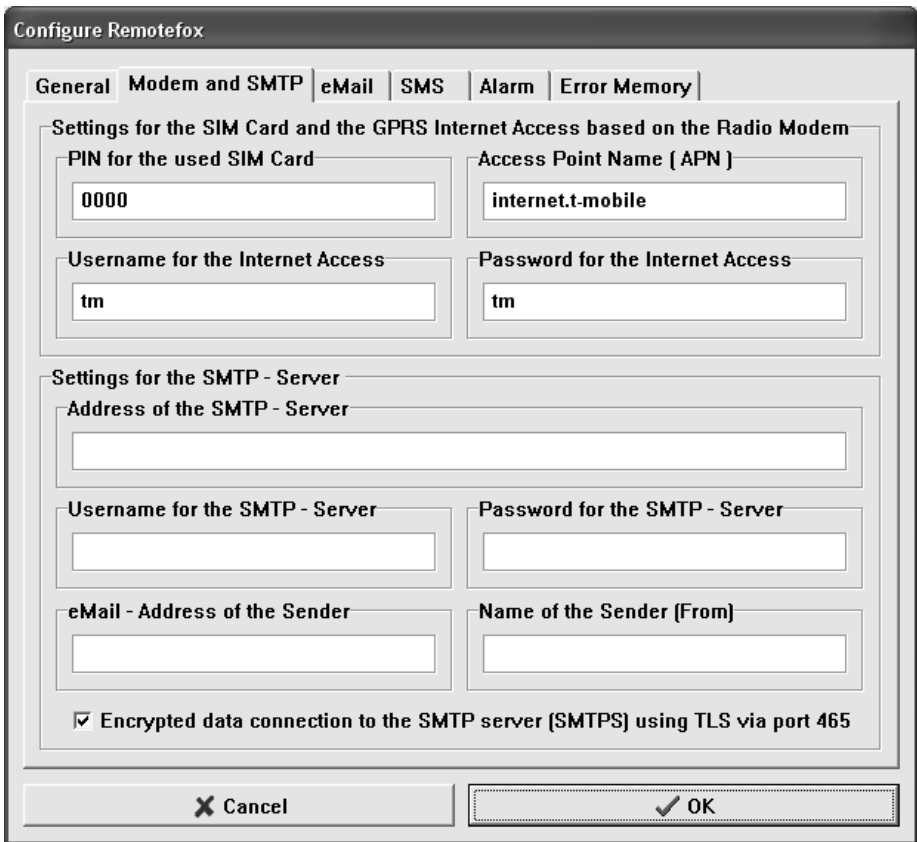 Configure Remotefox
General Modem and SMTP eMail SMS Alarm Error Memory
Settings for the SIM Card and the GPRS Internet Access based on the Radio Modem
PIN for the used SIM Card Access Point Name ( APN )
0000 internet.t-mobile
Username for the Internet Access Password for the Internet Access
tm tm
Settings for the SMTP - Server
Address of the SMTP - Server
Username for the SMTP - Server Password for the SMTP - Server
eMail - Address of the Sender Name of the Sender (From)
Encrypted data connection to the SMTP server (SMTPS) using TLS via port 465
Cancel OK